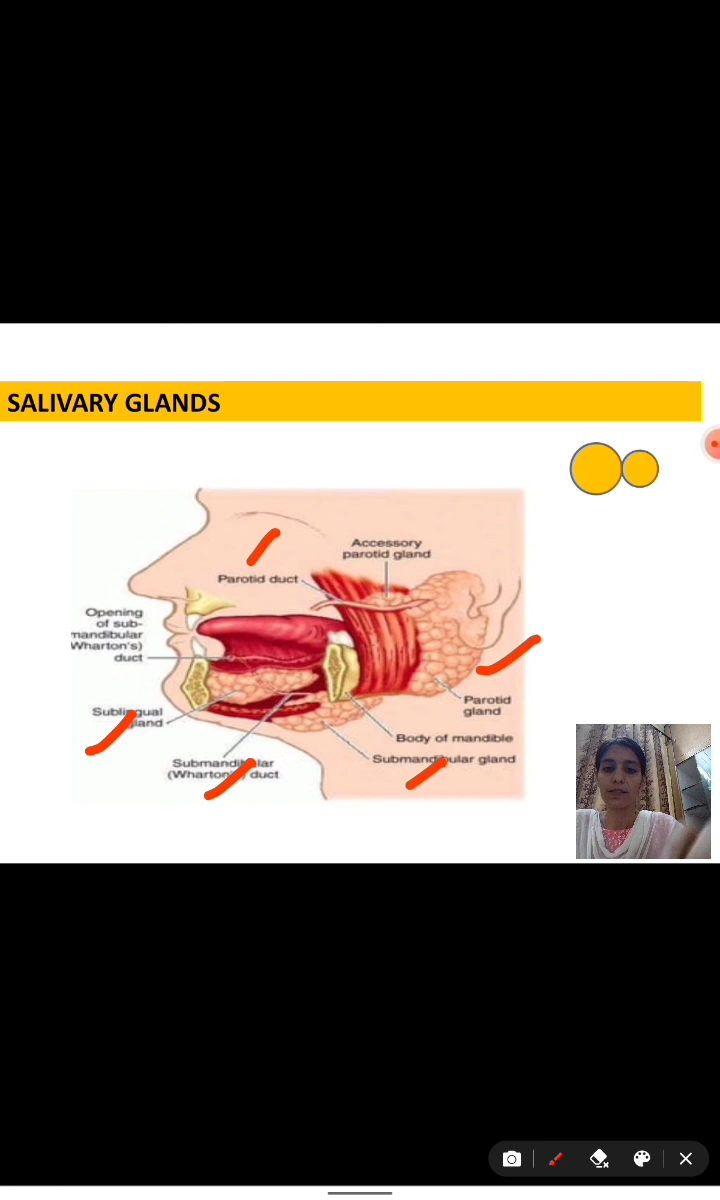 SALIVARY GLANDS
Accessory
parotid gland
Parotid duct
Opening
of sub-
mandibular
Wharton's)
duct
Sublingual
gland
Parotid
gland
Body of mandible
Submandibular gland
Submandibular
(Wharton's) duct